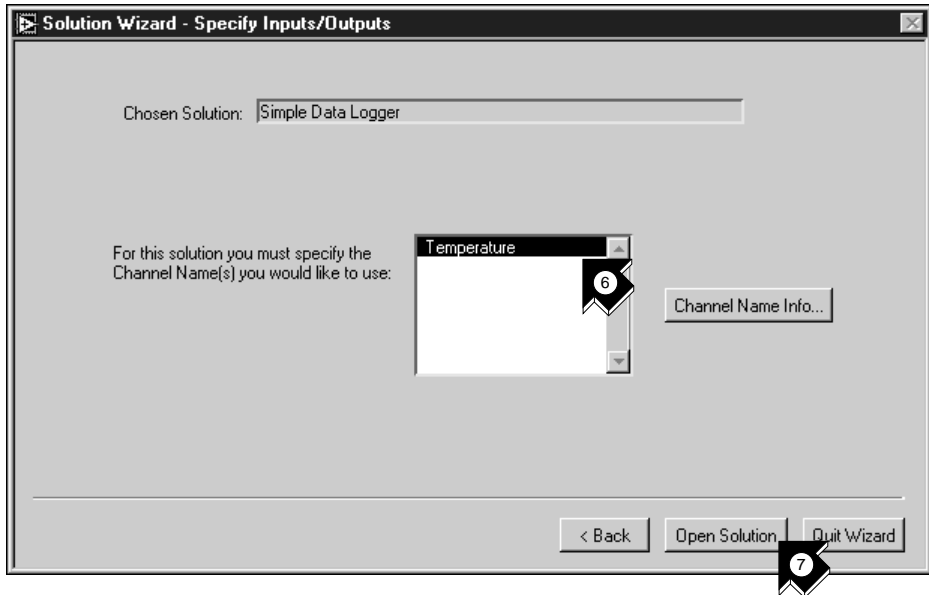 Solution Wizard - Specify Inputs/Outputs
Chosen Solution: Simple Data Logger
For this solution you must specify the
Channel Name(s) you would like to use:
Temperature
6
Channel Name Info...
< Back
Open Solution
Quit Wizard
7